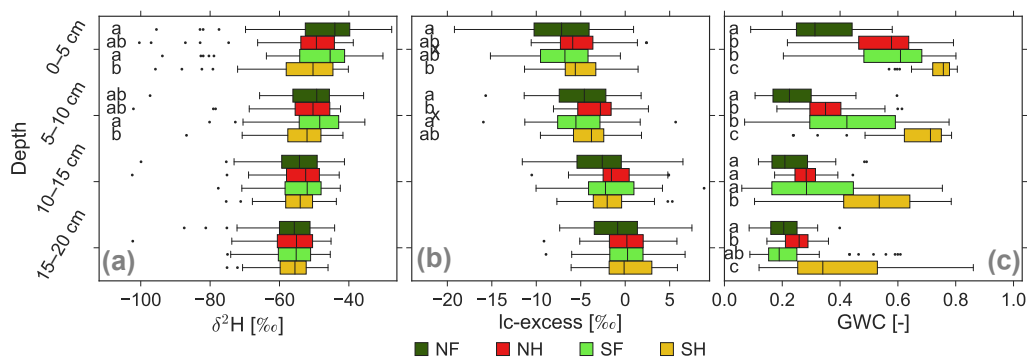 Depth
0–5 cm
5–10 cm
10–15 cm
15–20 cm
a
ab
a
b
ab
ab
a
b
(a)
−100 −80 −60 −40
δ²H [‰]
a
ab
x
ab
b
a
b
x
a
ab
(b)
−20 −15 −10 −5 0 5
lc-excess [‰]
a
b
b
c
a
b
a
c
a
a
a
b
a
b
ab
c
(c)
0.0 0.2 0.4 0.6 0.8 1.0
GWC [-]
NF NH SF SH